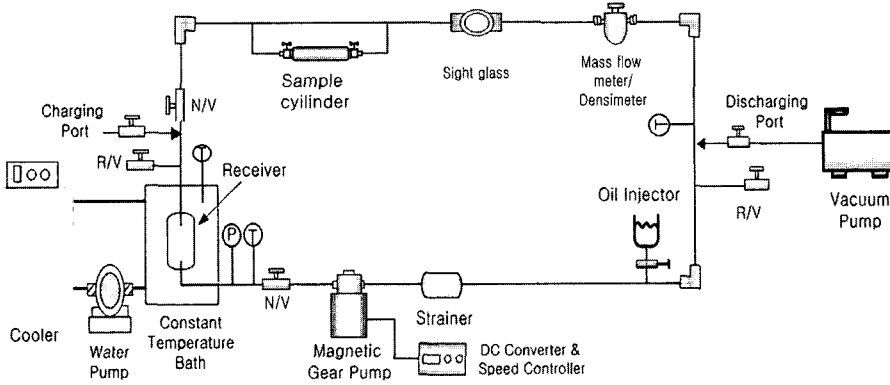 Sample
cylinder
Sight glass
Mass flow
meter/
Densimeter
N/V
Charging
Port
R/V
T
Receiver
T
Discharging
Port
Oil Injector
R/V
Vacuum
Pump
P
T
N/V
Strainer
Cooler
Water
Pump
Constant
Temperature
Bath
Magnetic
Gear Pump
DC Converter &
Speed Controller